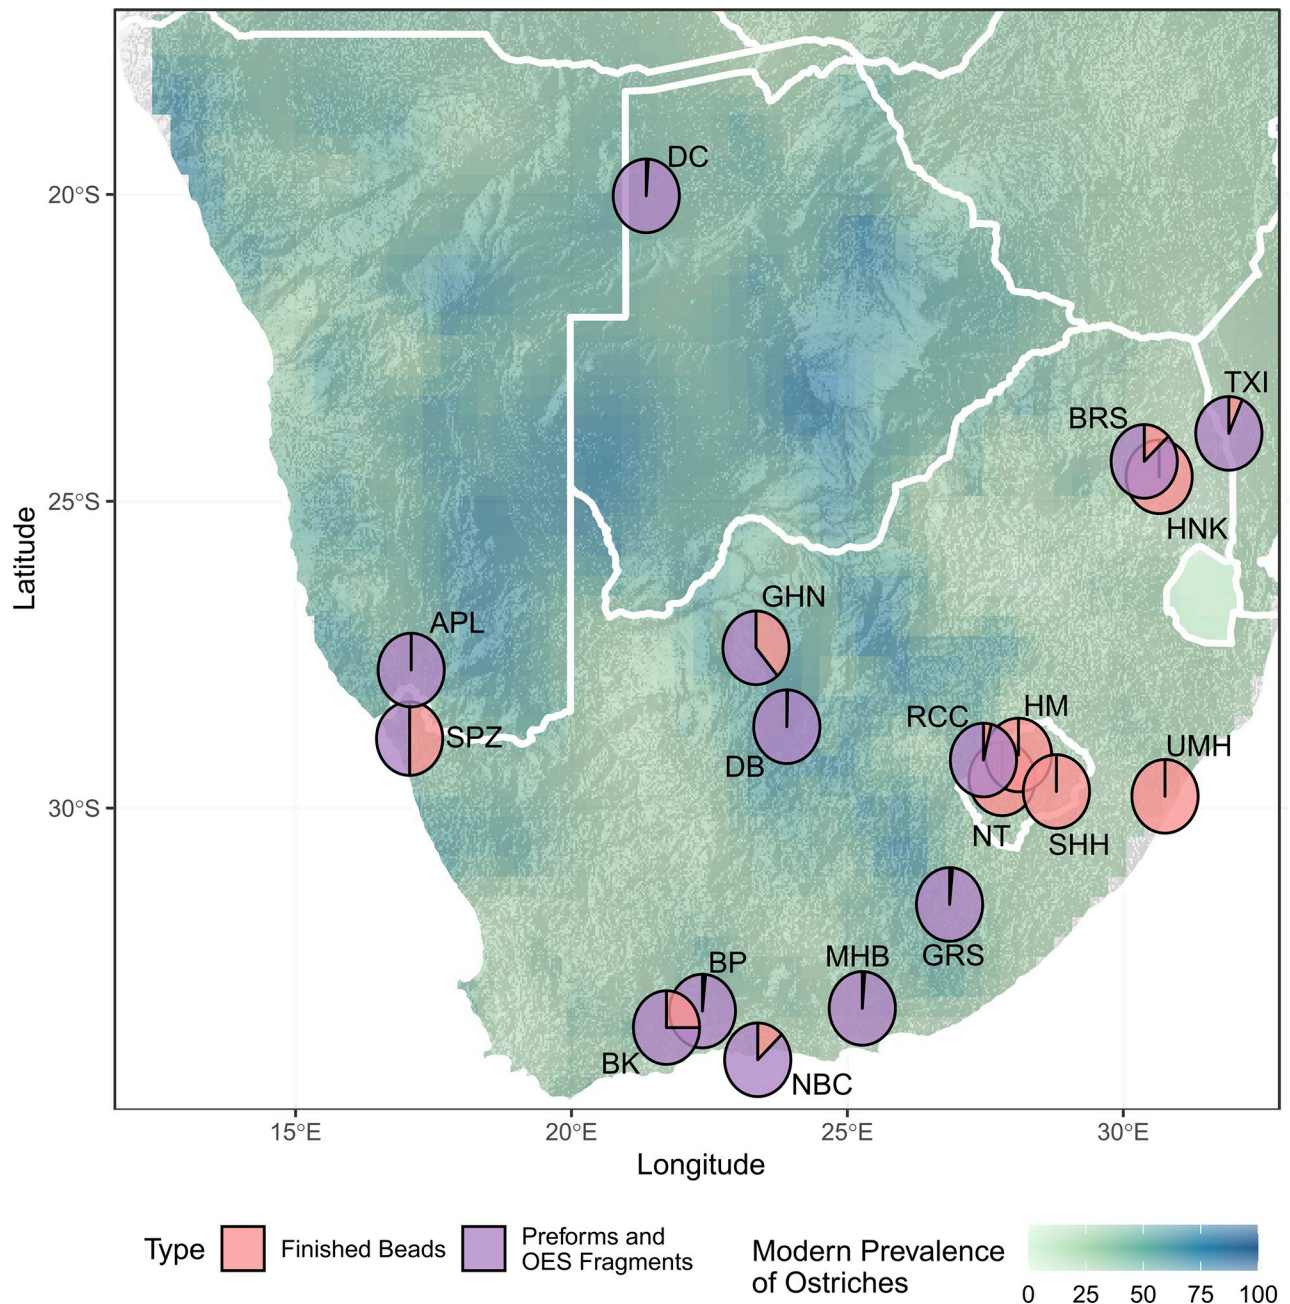 DC
20°S
TXI
BRS
25°S
HNK
Latitude
GHN
APL
RCC
HM
SPZ
UMH
DB
30°S
NT
SHH
GRS
MHB
BP
BK
NBC
15°E
20°E
25°E
30°E
Longitude
Type
Finished Beads
Preforms and
OES Fragments
Modern Prevalence
of Ostriches
0 25 50 75 100